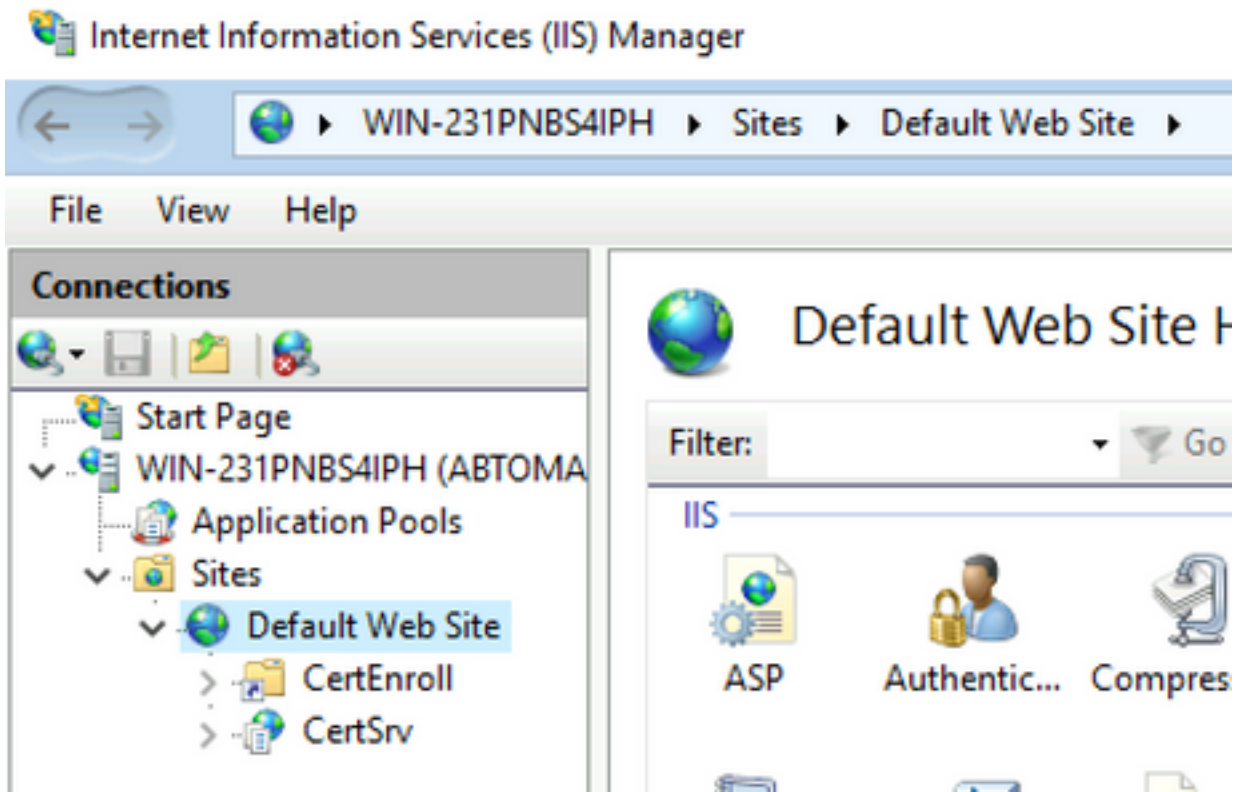 Internet Information Services (IIS) Manager
WIN-231PNBS4IPH Sites Default Web Site
File View Help
Connections
Default Web Site H
Start Page
Filter: Go
WIN-231PNBS4IPH (ABTOMA
IIS
Application Pools
Sites
Default Web Site
ASP Authentic... Compres
CertEnroll
CertSrv